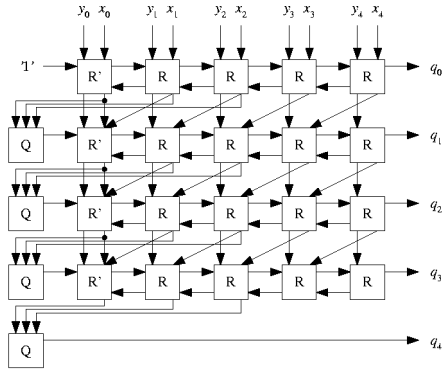 y0 x0 y1 x1 y2 x2 y3 x3 y4 x4
'1' R' R R R R q0
Q R' R R R R q1
Q R' R R R R q2
Q R' R R R R q3
Q q4